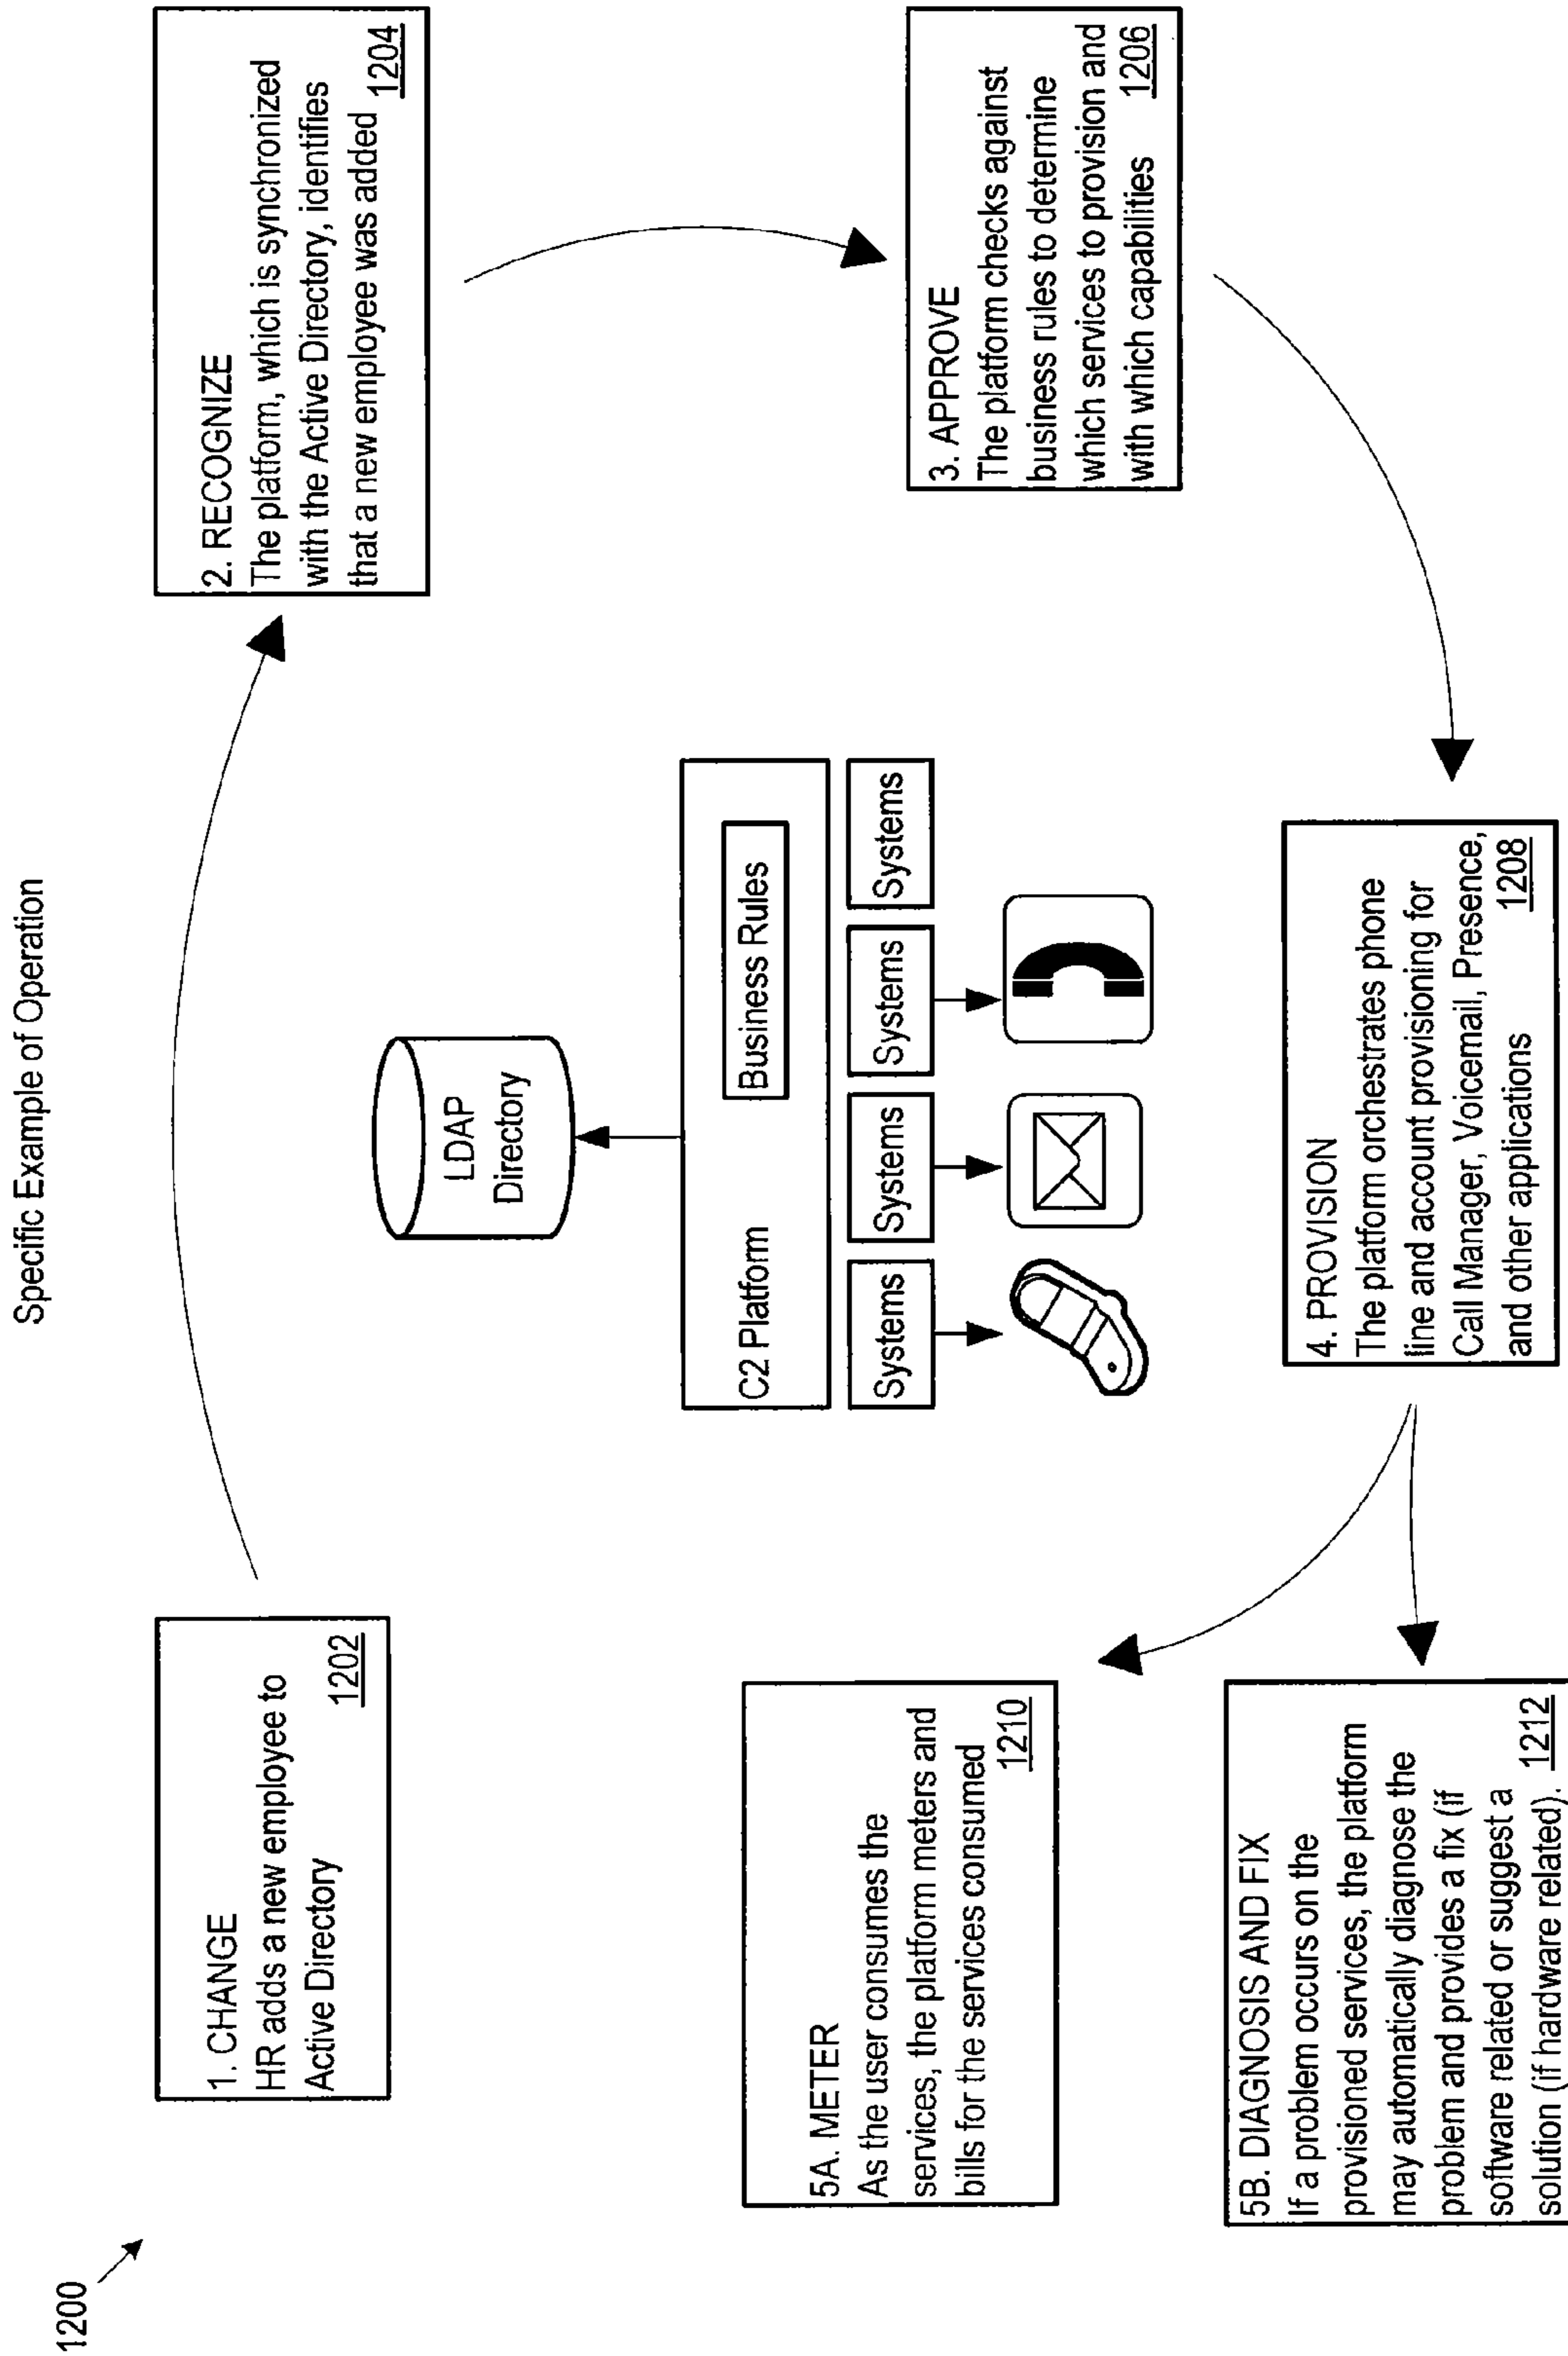 Specific Example of Operation
1200
1. CHANGE
HR adds a new employee to
Active Directory
1202
2. RECOGNIZE
The platform, which is synchronized
with the Active Directory, identifies
that a new employee was added
1204
LDAP
Directory
C2 Platform
Business Rules
Systems
Systems
Systems
Systems
3. APPROVE
The platform checks against
business rules to determine
which services to provision and
with which capabilities
1206
4. PROVISION
The platform orchestrates phone
line and account provisioning for
Call Manager, Voicemail, Presence,
and other applications
1208
5A. METER
As the user consumes the
services, the platform meters and
bills for the services consumed
1210
5B. DIAGNOSIS AND FIX
If a problem occurs on the
provisioned services, the platform
may automatically diagnose the
problem and provides a fix (if
software related or suggest a
solution (if hardware related).
1212